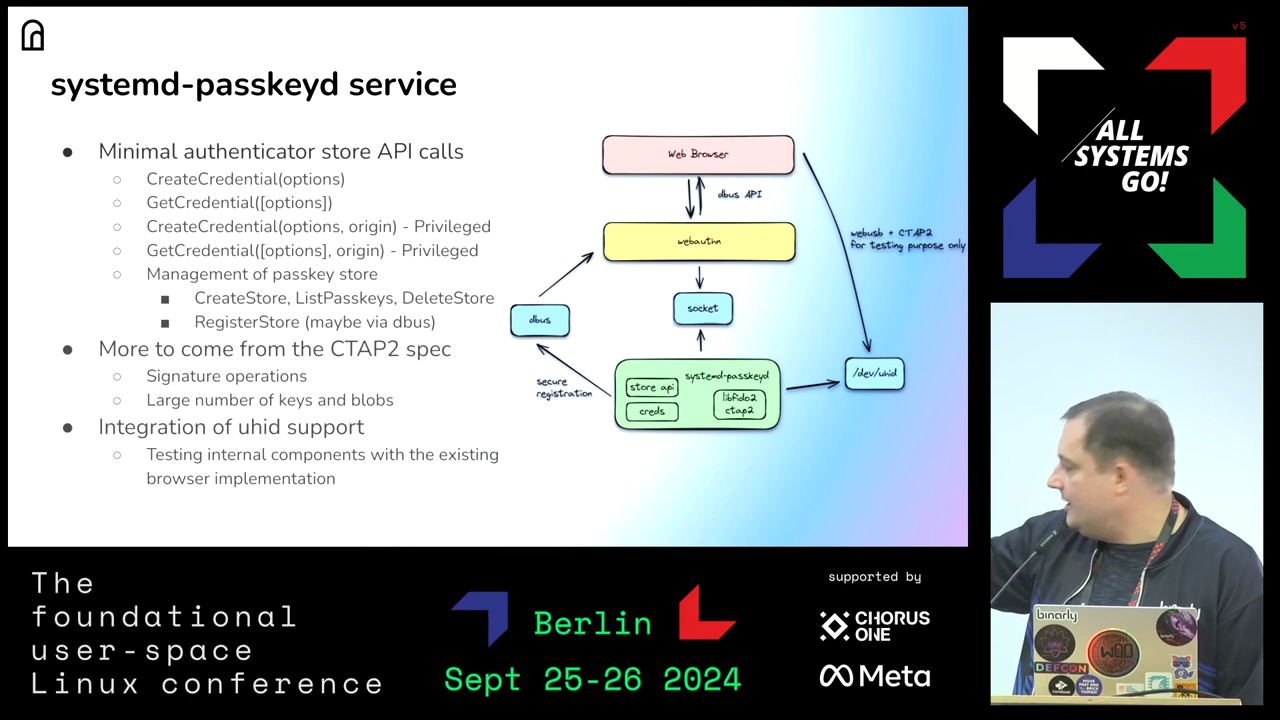 systemd-passkeyd service
● Minimal authenticator store API calls
○ CreateCredential(options)
○ GetCredential([options])
○ CreateCredential(options, origin) - Privileged
○ GetCredential([options], origin) - Privileged
○ Management of passkey store
■ CreateStore, ListPasskeys, DeleteStore
■ RegisterStore (maybe via dbus)
● More to come from the CTAP2 spec
○ Signature operations
○ Large number of keys and blobs
● Integration of uhid support
○ Testing internal components with the existing
browser implementation
Web Browser
dbus API
webauthn
webusb + CTAP2
for testing purpose only
socket
dbus
secure
registration
systemd-passkeyd
store api
creds
libfido2
ctap2
/dev/uhid
v5
ALL
SYSTEMS
GO!
binarly
DEFCON
WOO
The
foundational
user-space
Linux conference
Berlin
Sept 25-26 2024
supported by
CHORUS
ONE
Meta